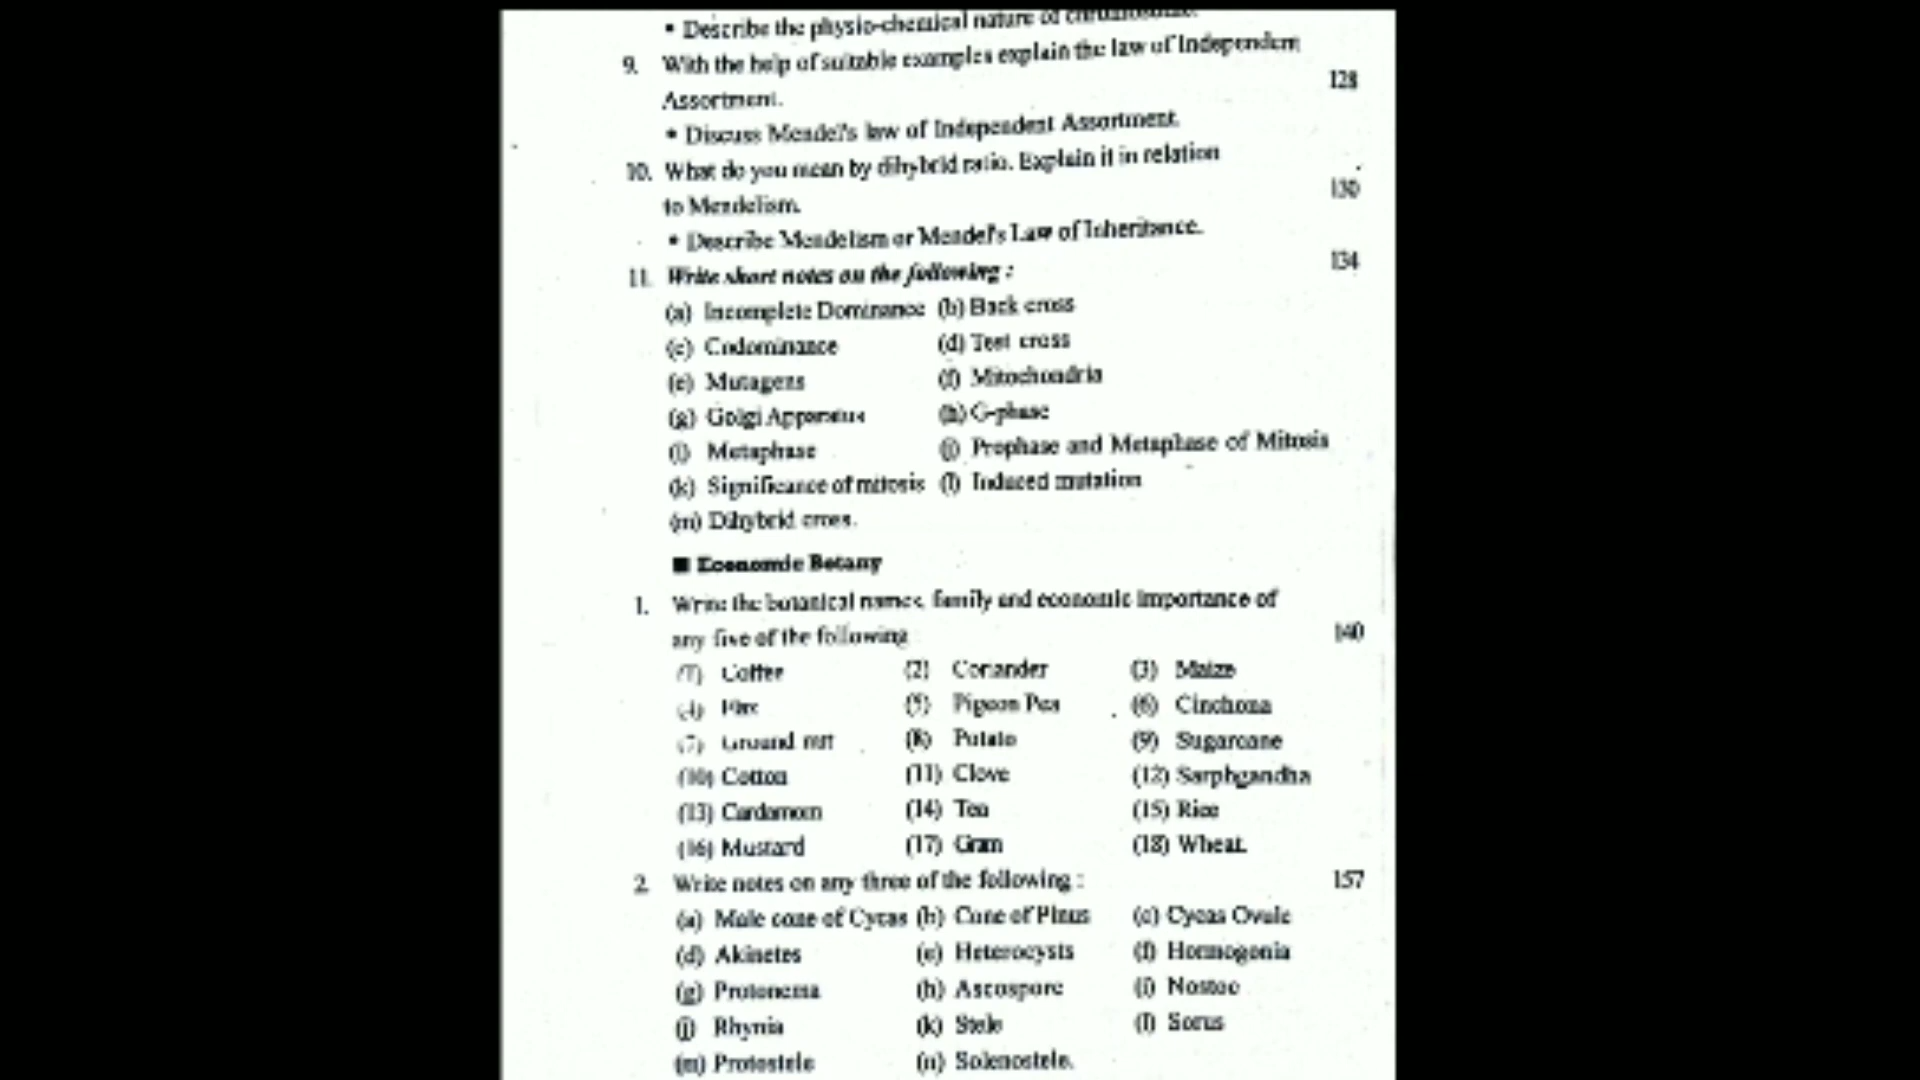 • Describe the physio-chemical nature of
9. With the help of suitable examples explain the law of Independent
Assortment. 128
• Discuss Mendel's law of Independent Assortment.
10. What do you mean by dihybrid ratio. Explain it in relation
to Mendelism. 130
• Describe Mendelism or Mendel's Law of Inheritance.
11. Write short notes on the following : 134
(a) Incomplete Dominance (b) Back cross
(c) Codominance (d) Test cross
(e) Mutagens (f) Mitochondria
(g) Golgi Apparatus (h) G-phase
(i) Metaphase (j) Prophase and Metaphase of Mitosis
(k) Significance of mitosis (l) Induced mutation
(m) Dihybrid cross.
■ Economic Botany
1. Write the botanical names, family and economic importance of
any five of the following 140
(1) Coffee (2) Coriander (3) Maize
(4) (5) Pigeon Pea (6) Cinchona
(7) Ground nut (8) Potato (9) Sugarcane
(10) Cotton (11) Clove (12) Sarphgandha
(13) Cardamom (14) Tea (15) Rice
(16) Mustard (17) Gram (18) Wheat.
2. Write notes on any three of the following : 157
(a) Male cone of Cycas (b) Cone of Pinus (c) Cycas Ovule
(d) Akinetes (e) Heterocysts (f) Hormogonia
(g) Protonema (h) Ascospore (i) Nostoc
(j) Rhynia (k) Stele (l) Sorus
(m) Protostele (n) Solenostele.